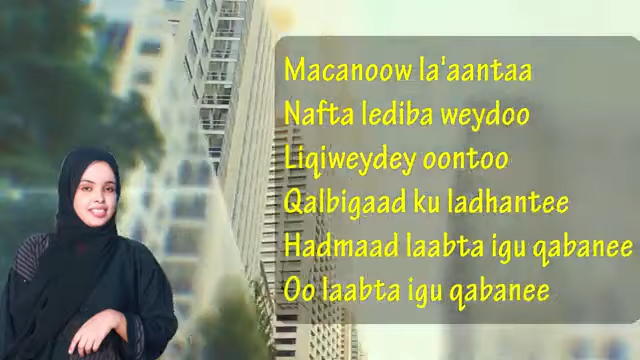 Macanoow la'aantaa
Nafta lediba weydoo
Liqiweydey oontoo
Qalbigaad ku ladhantee
Hadmaad laabta igu qabanee
Oo laabta igu qabanee